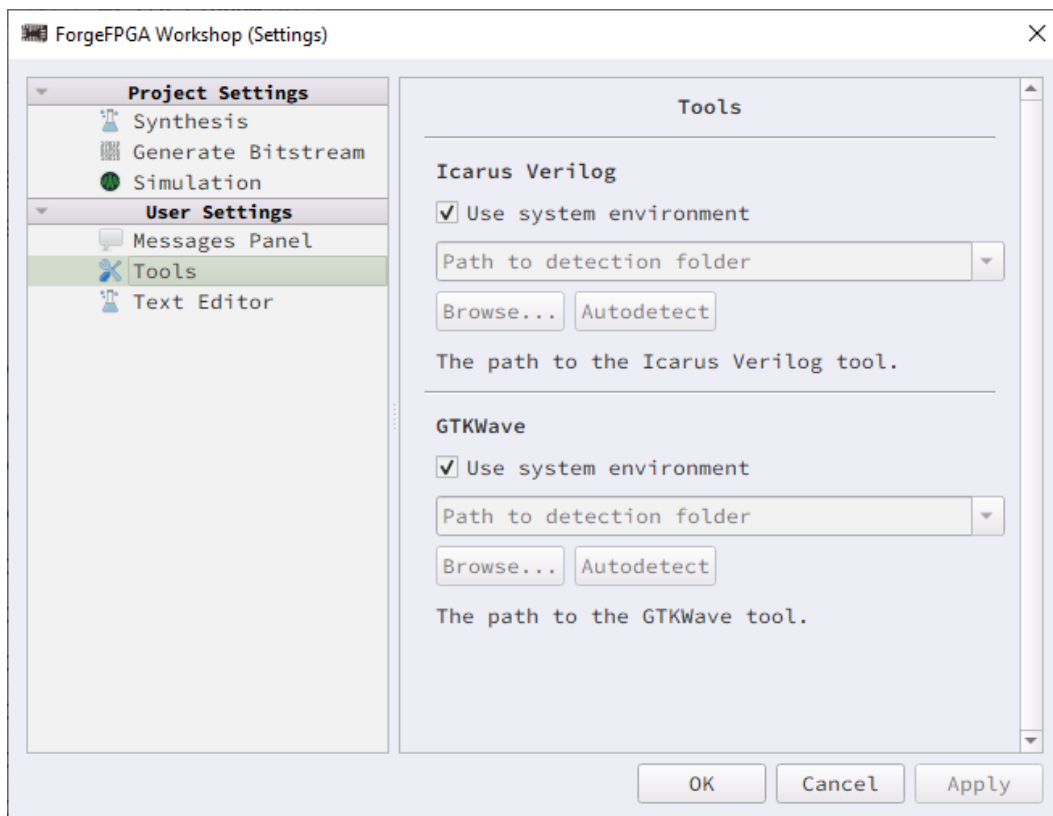 ForgeFPGA Workshop (Settings)
Project Settings
Synthesis
Generate Bitstream
Simulation
User Settings
Messages Panel
Tools
Text Editor
Tools
Icarus Verilog
Use system environment
Path to detection folder
Browse... Autodetect
The path to the Icarus Verilog tool.
GTKWave
Use system environment
Path to detection folder
Browse... Autodetect
The path to the GTKWave tool.
OK Cancel Apply